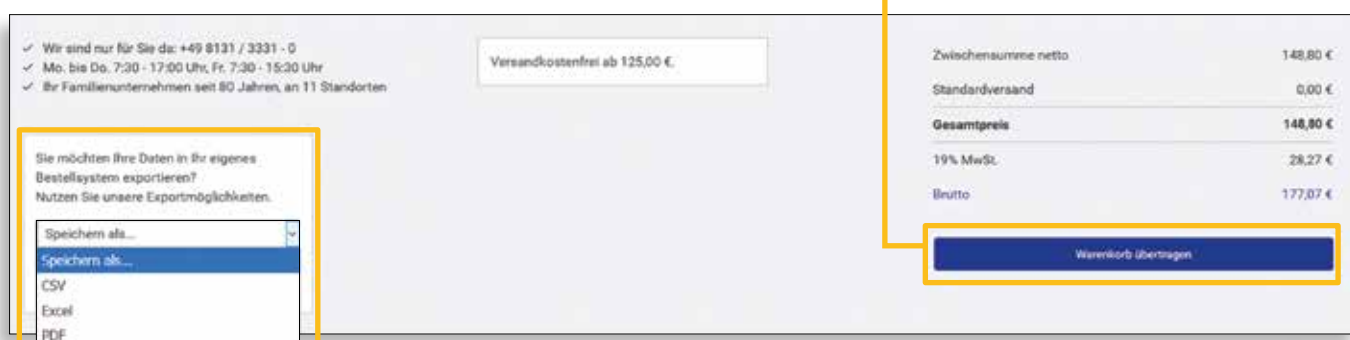 ✓ Wir sind nur für Sie da: +49 8131 / 3331 - 0
✓ Mo. bis Do. 7:30 - 17:00 Uhr, Fr. 7:30 - 15:30 Uhr
✓ Ihr Familienunternehmen seit 80 Jahren, an 11 Standorten
Versandkostenfrei ab 125,00 €.
Zwischensumme netto 148,80 €
Standardversand 0,00 €
Gesamtpreis 148,80 €
19% MwSt. 28,27 €
Brutto 177,07 €
Warenkorb übertragen
Sie möchten Ihre Daten in Ihr eigenes
Bestellsystem exportieren?
Nutzen Sie unsere Exportmöglichkeiten.
Speichern als...
Speichern als...
CSV
Excel
PDF